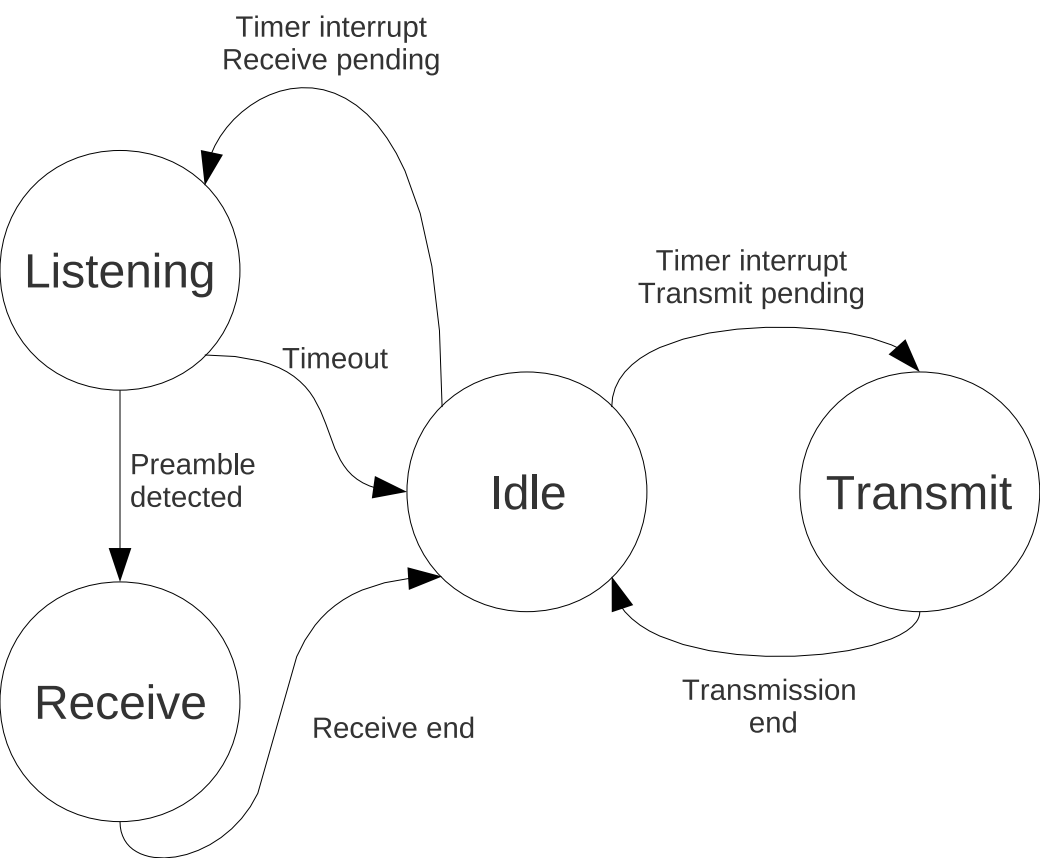 Timer interrupt
Receive pending
Listening
Timer interrupt
Transmit pending
Timeout
Preamble
detected
Idle
Transmit
Receive
Receive end
Transmission
end